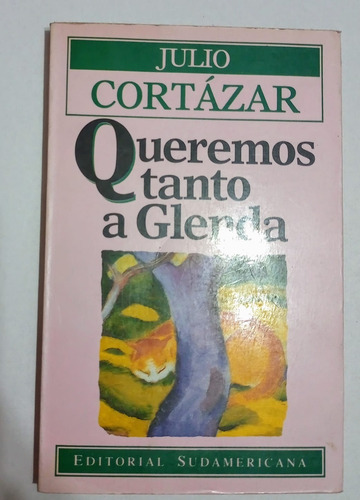 JULIO
CORTÁZAR
Queremos
tanto
a Glenda
EDITORIAL SUDAMERICANA